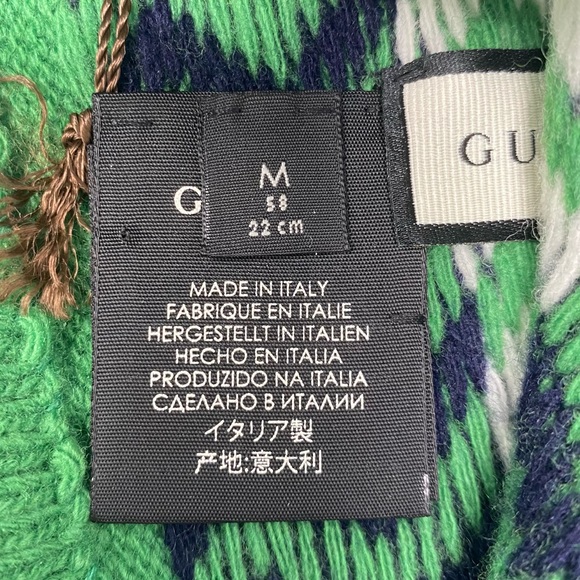 GU
M
58
22 cm
G
MADE IN ITALY
FABRIQUE EN ITALIE
HERGESTELLT IN ITALIEN
HECHO EN ITALIA
PRODUZIDO NA ITALIA
СДЕЛАНО В ИТАЛИИ
イタリア製
产地:意大利